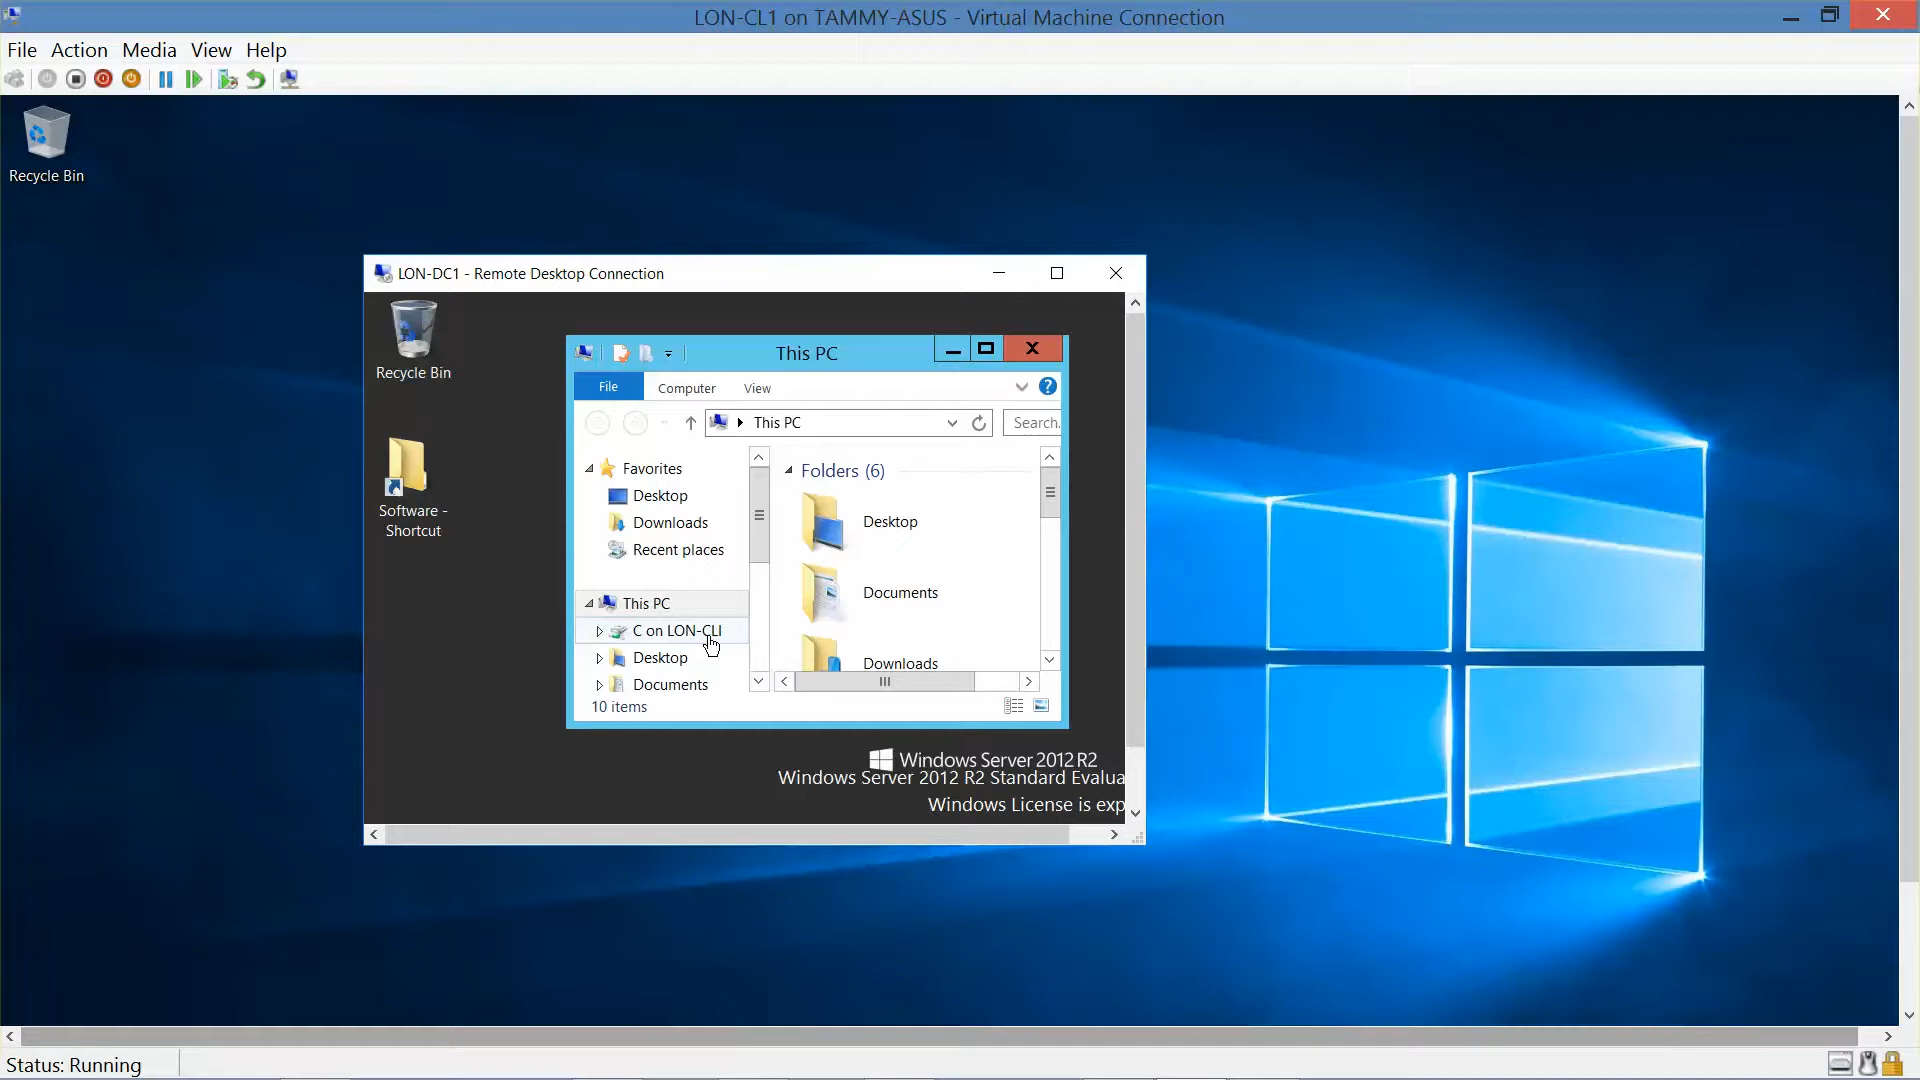 LON-CL1 on TAMMY-ASUS - Virtual Machine Connection
File Action Media View Help
Recycle Bin
LON-DC1 - Remote Desktop Connection
Recycle Bin
Software -
Shortcut
This PC
File Computer View
This PC
Search.
Favorites
Desktop
Downloads
Recent places
This PC
C on LON-CLI
Desktop
Documents
Folders (6)
Desktop
Documents
Downloads
10 items
Windows Server 2012 R2
Windows Server 2012 R2 Standard Evalua
Windows License is exp
Status: Running